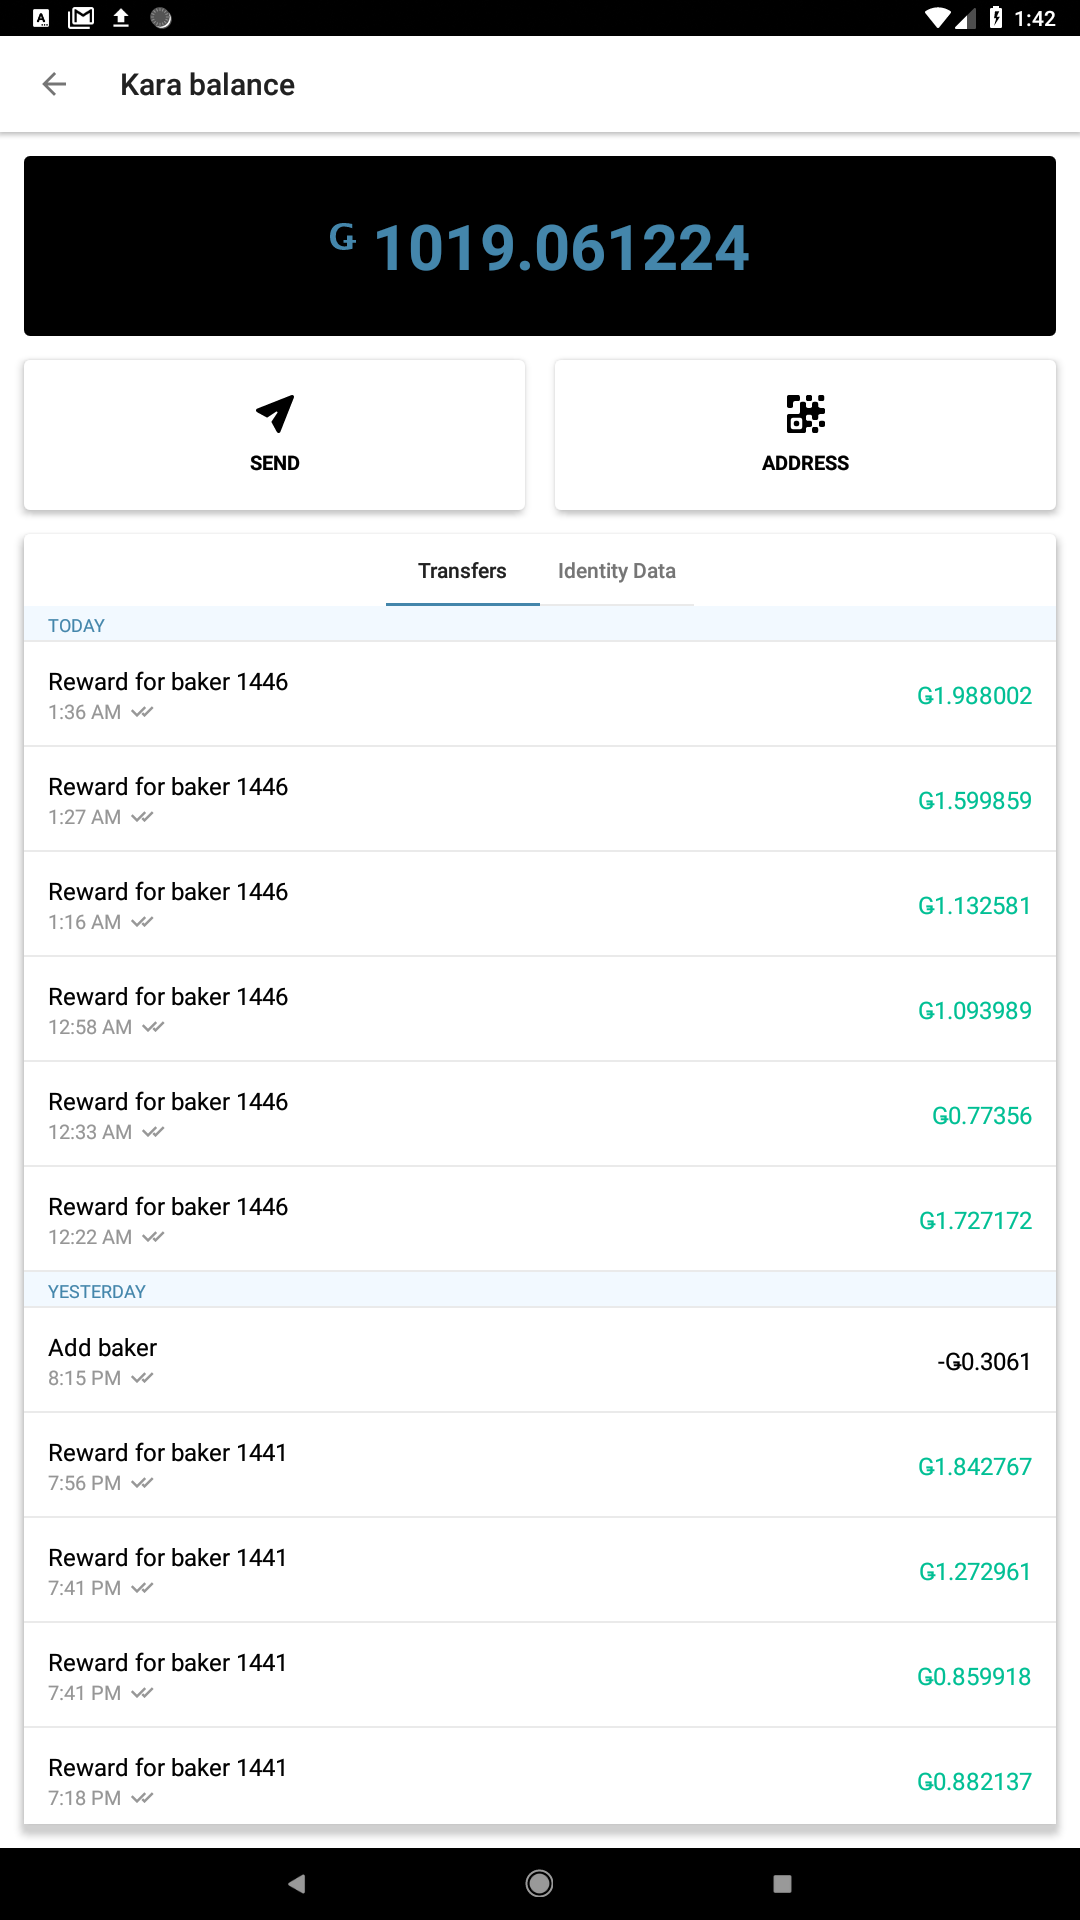 1:42
Kara balance
Ǥ 1019.061224
SEND
ADDRESS
Transfers
Identity Data
TODAY
Reward for baker 1446
1:36 AM
Ǥ1.988002
Reward for baker 1446
1:27 AM
Ǥ1.599859
Reward for baker 1446
1:16 AM
Ǥ1.132581
Reward for baker 1446
12:58 AM
Ǥ1.093989
Reward for baker 1446
12:33 AM
Ǥ0.77356
Reward for baker 1446
12:22 AM
Ǥ1.727172
YESTERDAY
Add baker
8:15 PM
-Ǥ0.3061
Reward for baker 1441
7:56 PM
Ǥ1.842767
Reward for baker 1441
7:41 PM
Ǥ1.272961
Reward for baker 1441
7:41 PM
Ǥ0.859918
Reward for baker 1441
7:18 PM
Ǥ0.882137